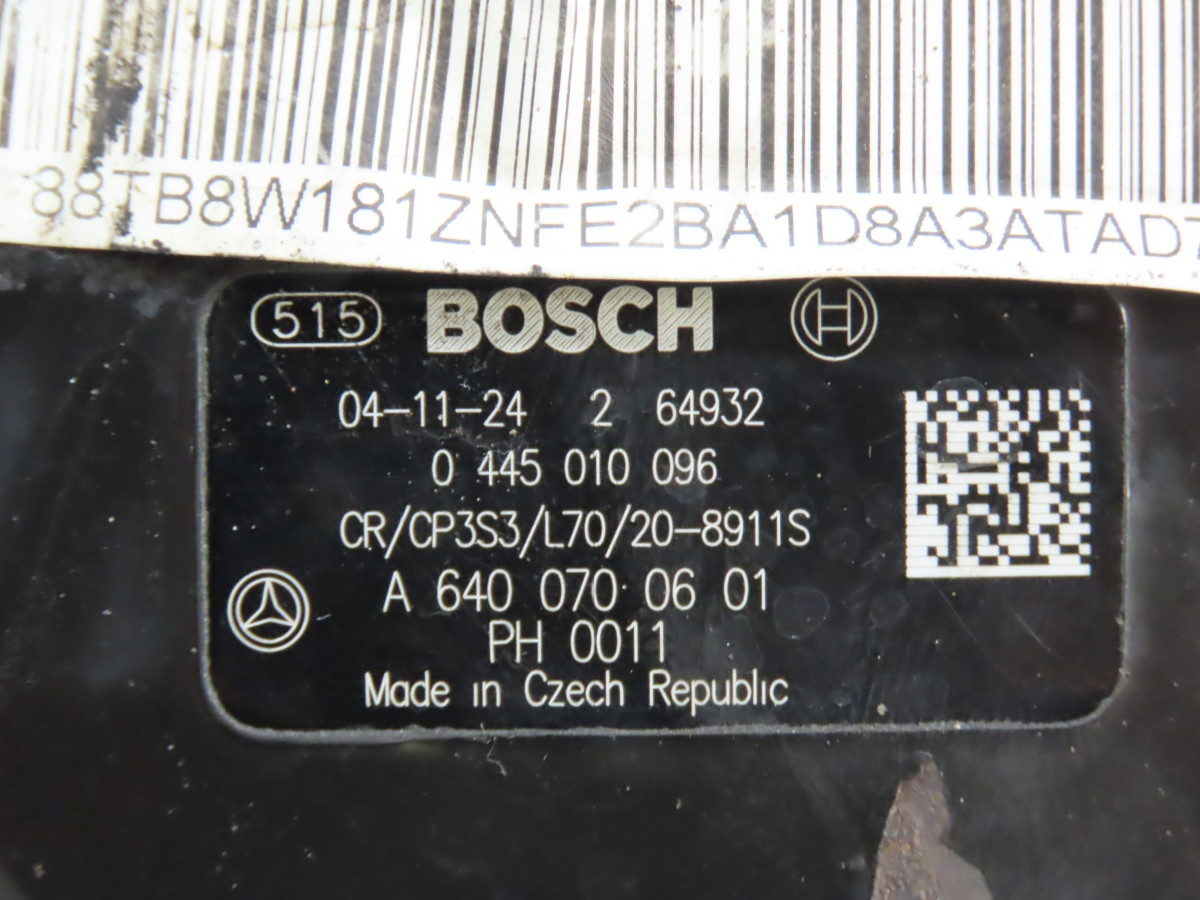 88TB8W181ZNFE2BA1D8A3ATAD7
515 BOSCH
04-11-24 2 64932
0 445 010 096
CR/CP3S3/L70/20-8911S
A 640 070 06 01
PH 0011
Made in Czech Republic